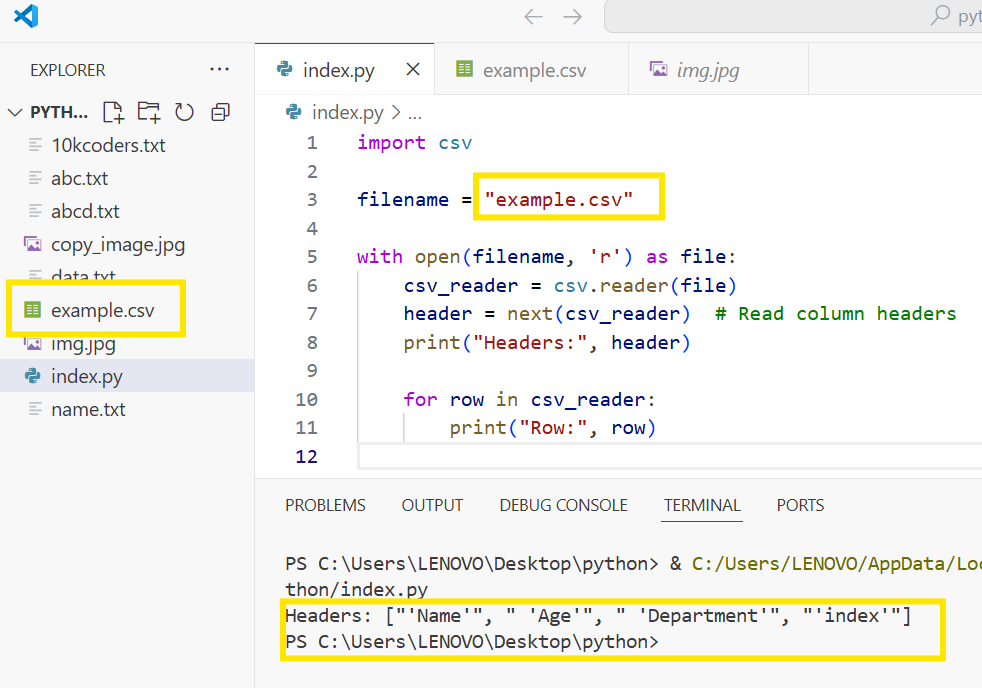 pyt
EXPLORER ...
index.py
example.csv
img.jpg
PYTH...
index.py > ...
10kcoders.txt
abc.txt
abcd.txt
copy_image.jpg
data.txt
example.csv
img.jpg
index.py
name.txt
1 import csv
2
3 filename = "example.csv"
4
5 with open(filename, 'r') as file:
6 csv_reader = csv.reader(file)
7 header = next(csv_reader)  # Read column headers
8 print("Headers:", header)
9
10 for row in csv_reader:
11 print("Row:", row)
12
PROBLEMS OUTPUT DEBUG CONSOLE TERMINAL PORTS
PS C:\Users\LENOVO\Desktop\python> & C:/Users/LENOVO/AppData/Loc
thon/index.py
Headers: ["'Name'", " 'Age'", " 'Department'", "'index'"]
PS C:\Users\LENOVO\Desktop\python>